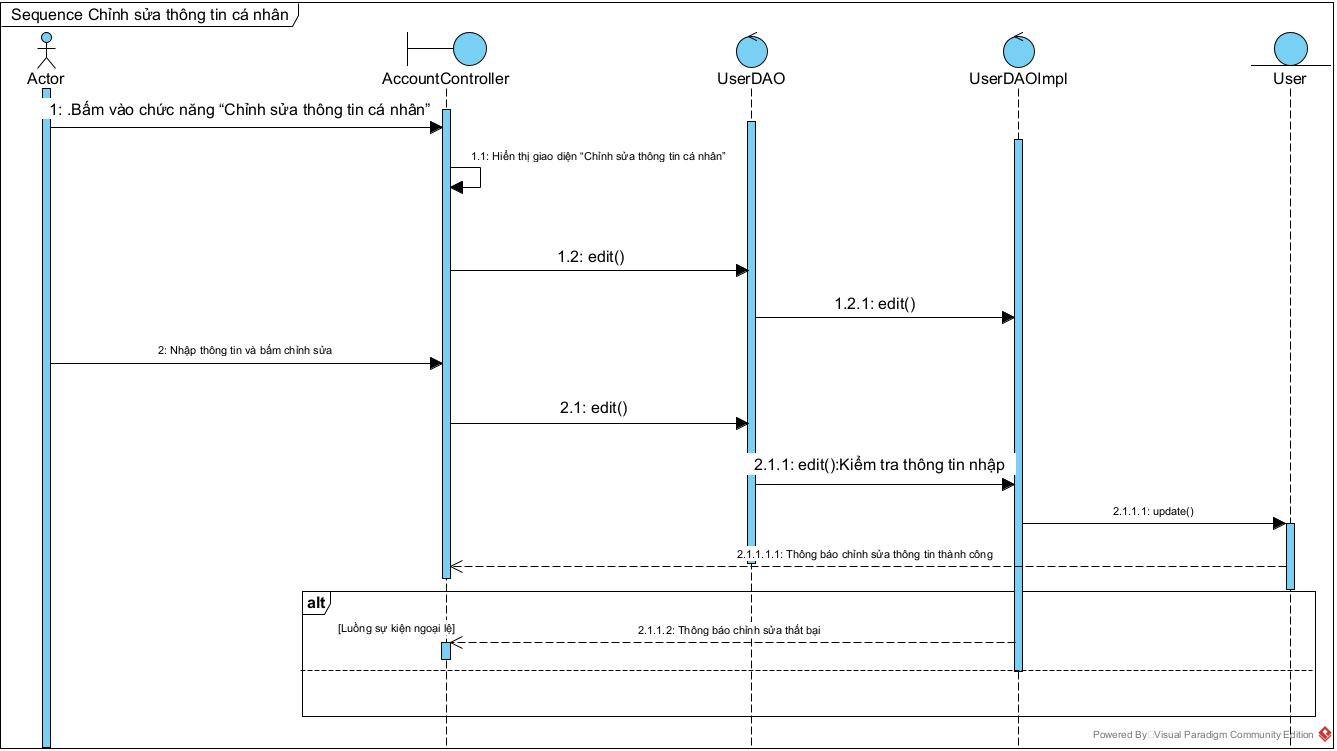 Sequence Chỉnh sửa thông tin cá nhân
Actor
AccountController
UserDAO
UserDAOImpl
User
1: .Bấm vào chức năng “Chỉnh sửa thông tin cá nhân”
1.1: Hiển thị giao diện “Chỉnh sửa thông tin cá nhân”
1.2: edit()
1.2.1: edit()
2: Nhập thông tin và bấm chỉnh sửa
2.1: edit()
2.1.1: edit():Kiểm tra thông tin nhập
2.1.1.1: update()
2.1.1.1.1: Thông báo chỉnh sửa thông tin thành công
alt
[Luồng sự kiện ngoại lệ]
2.1.1.2: Thông báo chỉnh sửa thất bại
Powered By Visual Paradigm Community Edition